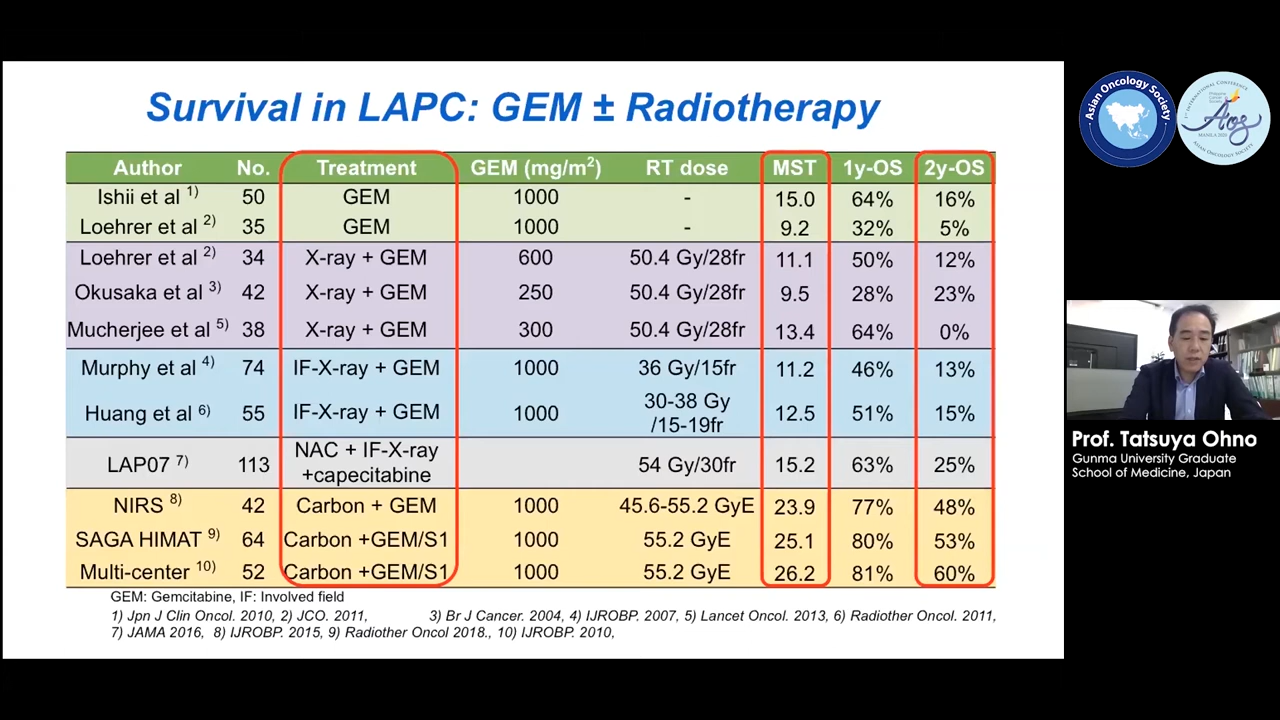 Survival in LAPC: GEM ± Radiotherapy
Author No. Treatment GEM (mg/m²) RT dose MST 1y-OS 2y-OS
Ishii et al 1) 50 GEM 1000 - 15.0 64% 16%
Loehrer et al 2) 35 GEM 1000 - 9.2 32% 5%
Loehrer et al 2) 34 X-ray + GEM 600 50.4 Gy/28fr 11.1 50% 12%
Okusaka et al 3) 42 X-ray + GEM 250 50.4 Gy/28fr 9.5 28% 23%
Mucherjee et al 5) 38 X-ray + GEM 300 50.4 Gy/28fr 13.4 64% 0%
Murphy et al 4) 74 IF-X-ray + GEM 1000 36 Gy/15fr 11.2 46% 13%
Huang et al 6) 55 IF-X-ray + GEM 1000 30-38 Gy
/15-19fr 12.5 51% 15%
LAP07 7) 113 NAC + IF-X-ray
+capecitabine 54 Gy/30fr 15.2 63% 25%
NIRS 8) 42 Carbon + GEM 1000 45.6-55.2 GyE 23.9 77% 48%
SAGA HIMAT 9) 64 Carbon +GEM/S1 1000 55.2 GyE 25.1 80% 53%
Multi-center 10) 52 Carbon +GEM/S1 1000 55.2 GyE 26.2 81% 60%
GEM: Gemcitabine, IF: Involved field
1) Jpn J Clin Oncol. 2010, 2) JCO. 2011, 3) Br J Cancer. 2004, 4) IJROBP. 2007, 5) Lancet Oncol. 2013, 6) Radiother Oncol. 2011,
7) JAMA 2016, 8) IJROBP. 2015, 9) Radiother Oncol 2018., 10) IJROBP. 2010,
Asian Oncology Society
INTERNATIONAL CONFERENCE
Philippine
Cancer
Society
Aos
MANILA 2020
ASIAN ONCOLOGY SOCIETY
Prof. Tatsuya Ohno
Gunma University Graduate
School of Medicine, Japan